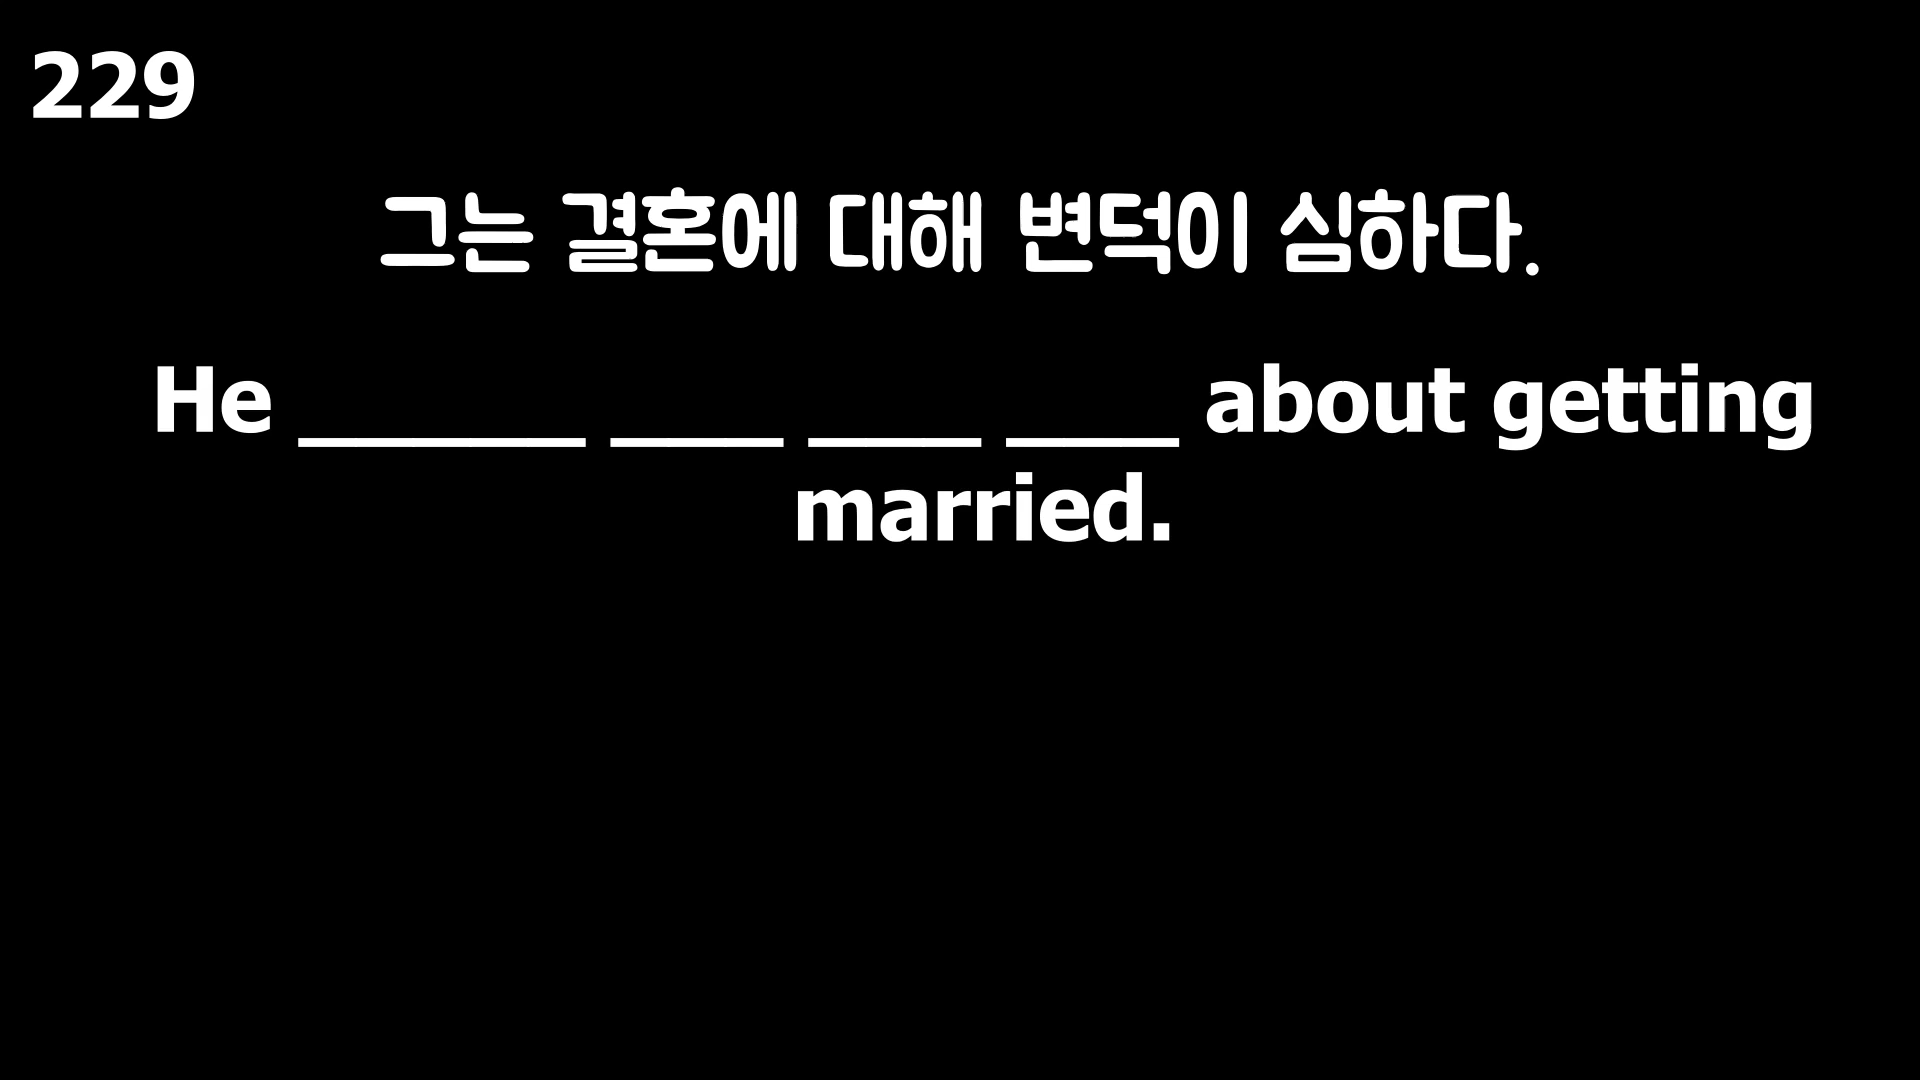 229
그는 결혼에 대해 변덕이 심하다.
He _____ ___ ___ ___ about getting
married.